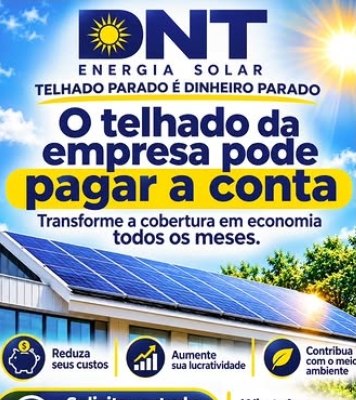 DNT
ENERGIA SOLAR
TELHADO PARADO É DINHEIRO PARADO
O telhado da
empresa pode
pagar a conta
Transforme a cobertura em economia
todos os meses.
Reduza
seus custos
Aumente
sua lucratividade
Contribua
com o meio
ambiente